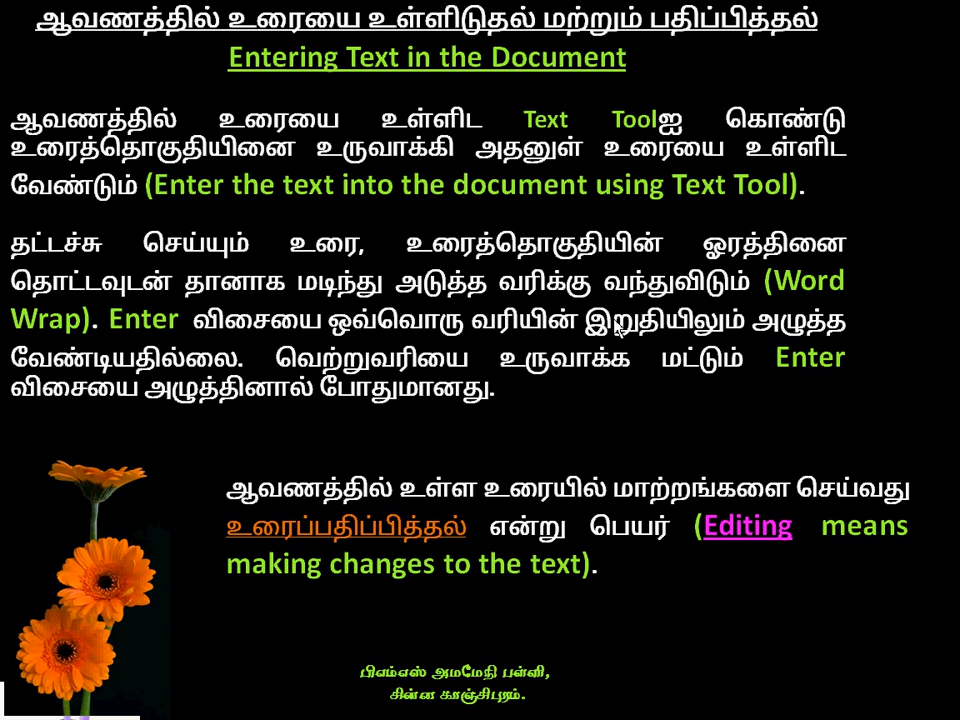 ஆவணத்தில் உரையை உள்ளிடுதல் மற்றும் பதிப்பித்தல்
Entering Text in the Document
ஆவணத்தில் உரையை உள்ளிட Text Toolஐ கொண்டு
உரைத்தொகுதியினை உருவாக்கி அதனுள் உரையை உள்ளிட
வேண்டும் (Enter the text into the document using Text Tool).
தட்டச்சு செய்யும் உரை, உரைத்தொகுதியின் ஓரத்தினை
தொட்டவுடன் தானாக மடிந்து அடுத்த வரிக்கு வந்துவிடும் (Word
Wrap). Enter விசையை ஒவ்வொரு வரியின் இறுதியிலும் அழுத்த
வேண்டியதில்லை. வெற்றுவரியை உருவாக்க மட்டும் Enter
விசையை அழுத்தினால் போதுமானது.
ஆவணத்தில் உள்ள உரையில் மாற்றங்களை செய்வது
உரைப்பதிப்பித்தல் என்று பெயர் (Editing means
making changes to the text).
பிஎம்எஸ் அமமேநி பள்ளி,
சின்ன காஞ்சிபுரம்.